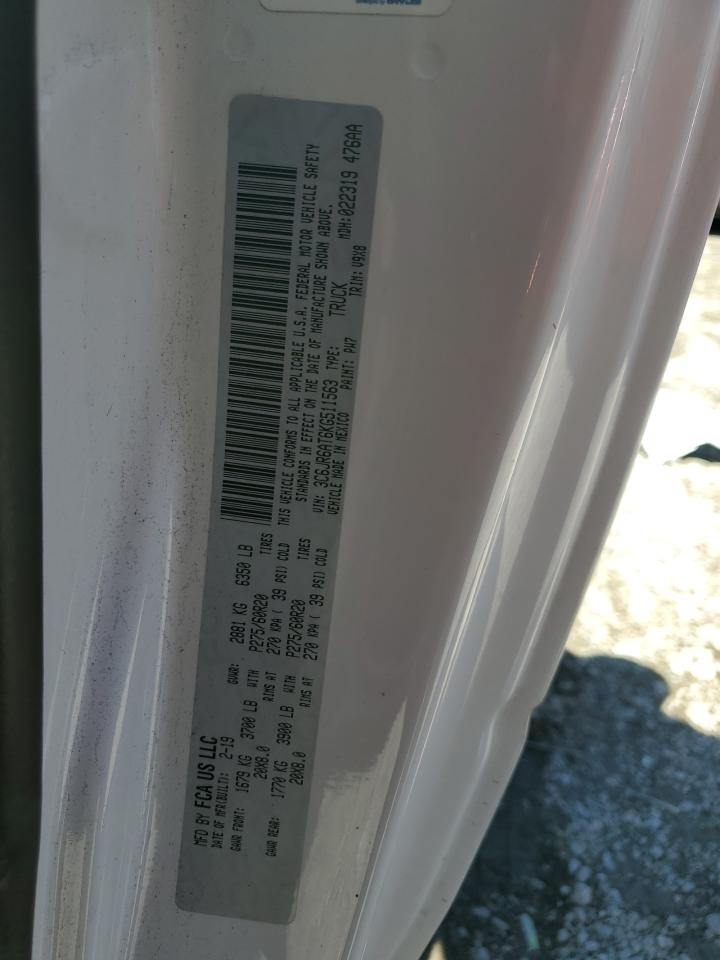 MFD BY FCA US LLC
DATE OF MFR(BUILT): 2-19 GVWR: 2881 KG 6350 LB
GAWR FRONT: 1679 KG 3700 LB WITH P275/60R20 TIRES
20X8.0 RIMS AT 270 KPA ( 39 PSI) COLD
GAWR REAR: 1770 KG 3900 LB WITH P275/60R20 TIRES
20X8.0 RIMS AT 270 KPA ( 39 PSI) COLD
THIS VEHICLE CONFORMS TO ALL APPLICABLE U.S.A. FEDERAL MOTOR VEHICLE SAFETY
STANDARDS IN EFFECT ON THE DATE OF MANUFACTURE SHOWN ABOVE.
VIN: 3C6JR6AT6KG511563 TYPE: TRUCK MDH:022319 476AA
VEHICLE MADE IN MEXICO PAINT: PW7 TRIM: V9X8